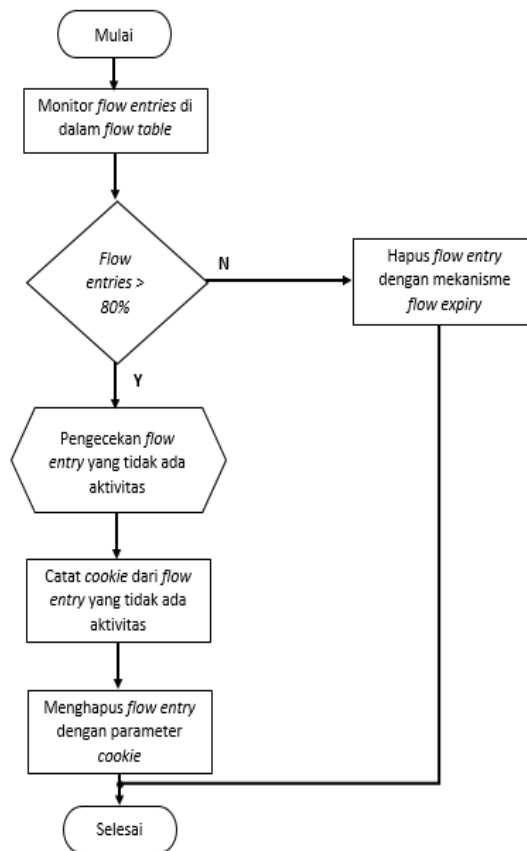 Mulai
Monitor flow entries di
dalam flow table
Flow
entries >
80%
N
Hapus flow entry
dengan mekanisme
flow expiry
Y
Pengecekan flow
entry yang tidak ada
aktivitas
Catat cookie dari flow
entry yang tidak ada
aktivitas
Menghapus flow entry
dengan parameter
cookie
Selesai